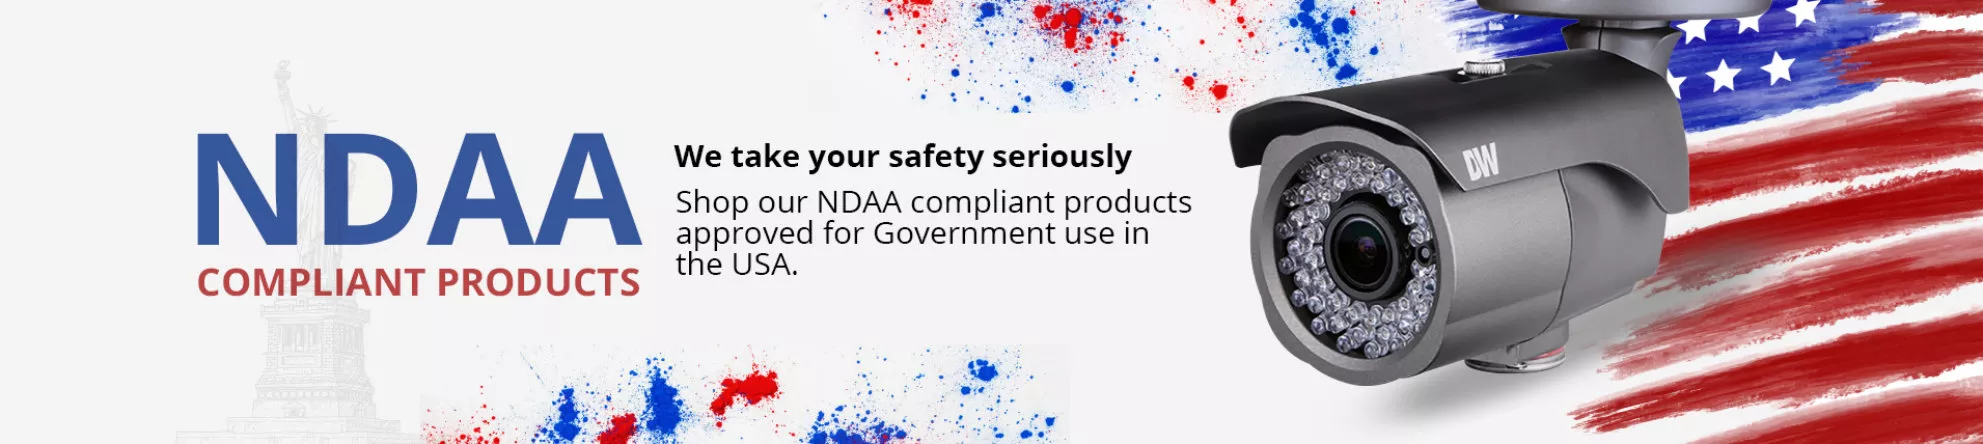 NDAA
COMPLIANT PRODUCTS
We take your safety seriously
Shop our NDAA compliant products
approved for Government use in
the USA.
DW